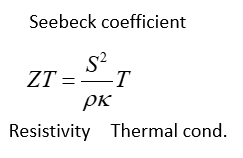 Seebeck coefficient
ZT = S²/ρκ T
Resistivity Thermal cond.